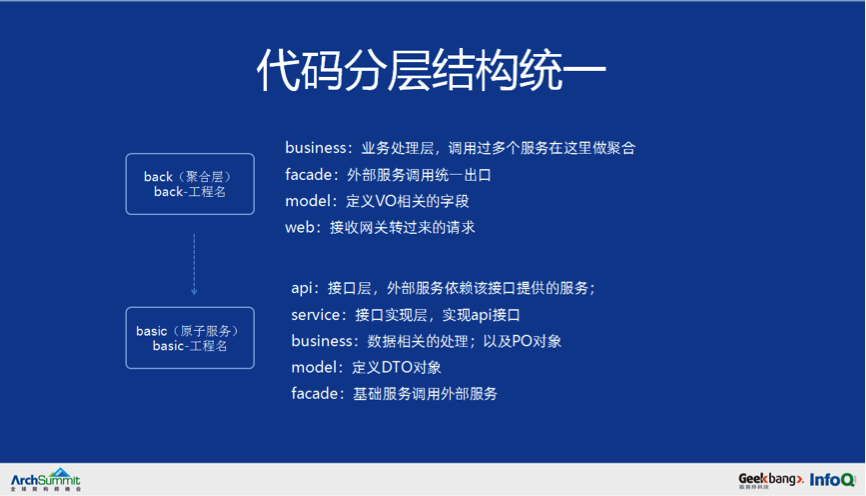 代码分层结构统一
back（聚合层）
back-工程名
business：业务处理层，调用过多个服务在这里做聚合
facade：外部服务调用统一出口
model：定义VO相关的字段
web：接收网关转过来的请求
basic（原子服务）
basic-工程名
api：接口层，外部服务依赖该接口提供的服务；
service：接口实现层，实现api接口
business：数据相关的处理；以及PO对象
model：定义DTO对象
facade：基础服务调用外部服务
ArchSummit
全球架构师峰会
Geekbang>.
极客邦科技
InfoQ